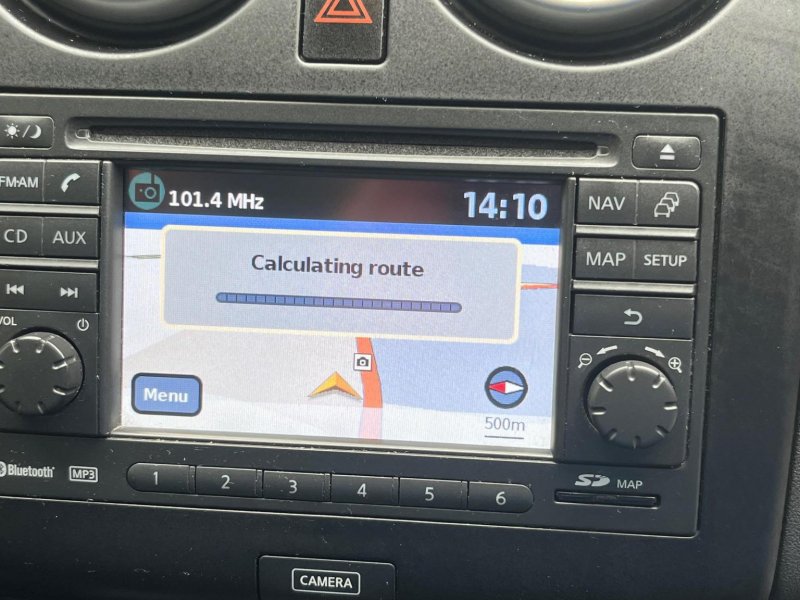 FM·AM
CD
AUX
VOL
101.4 MHz
14:10
Calculating route
Menu
500m
NAV
MAP
SETUP
Bluetooth
MP3
1
2
3
4
5
6
SD
MAP
CAMERA